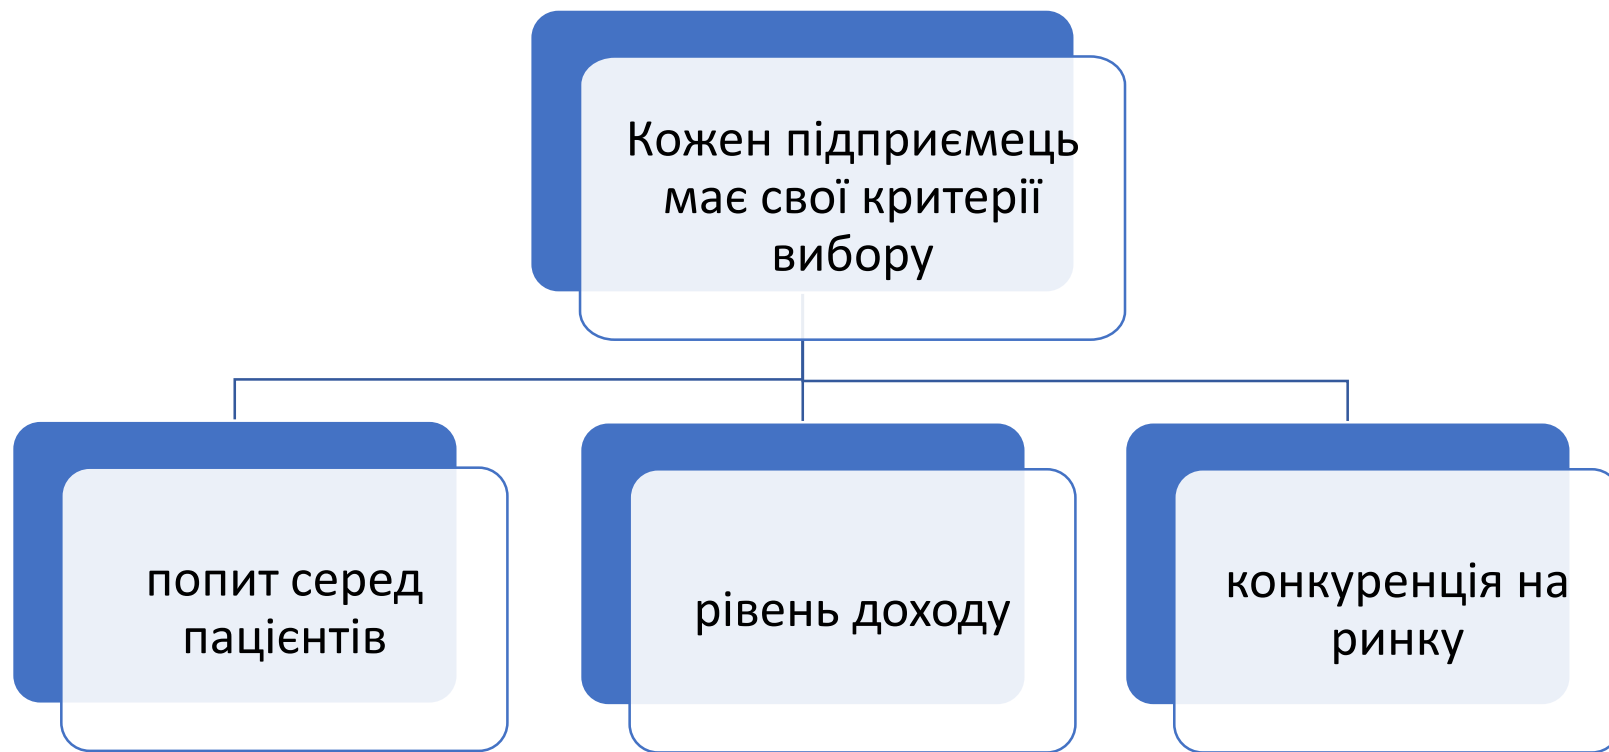 Кожен підприємець
має свої критерії
вибору
попит серед
пацієнтів
рівень доходу
конкуренція на
ринку